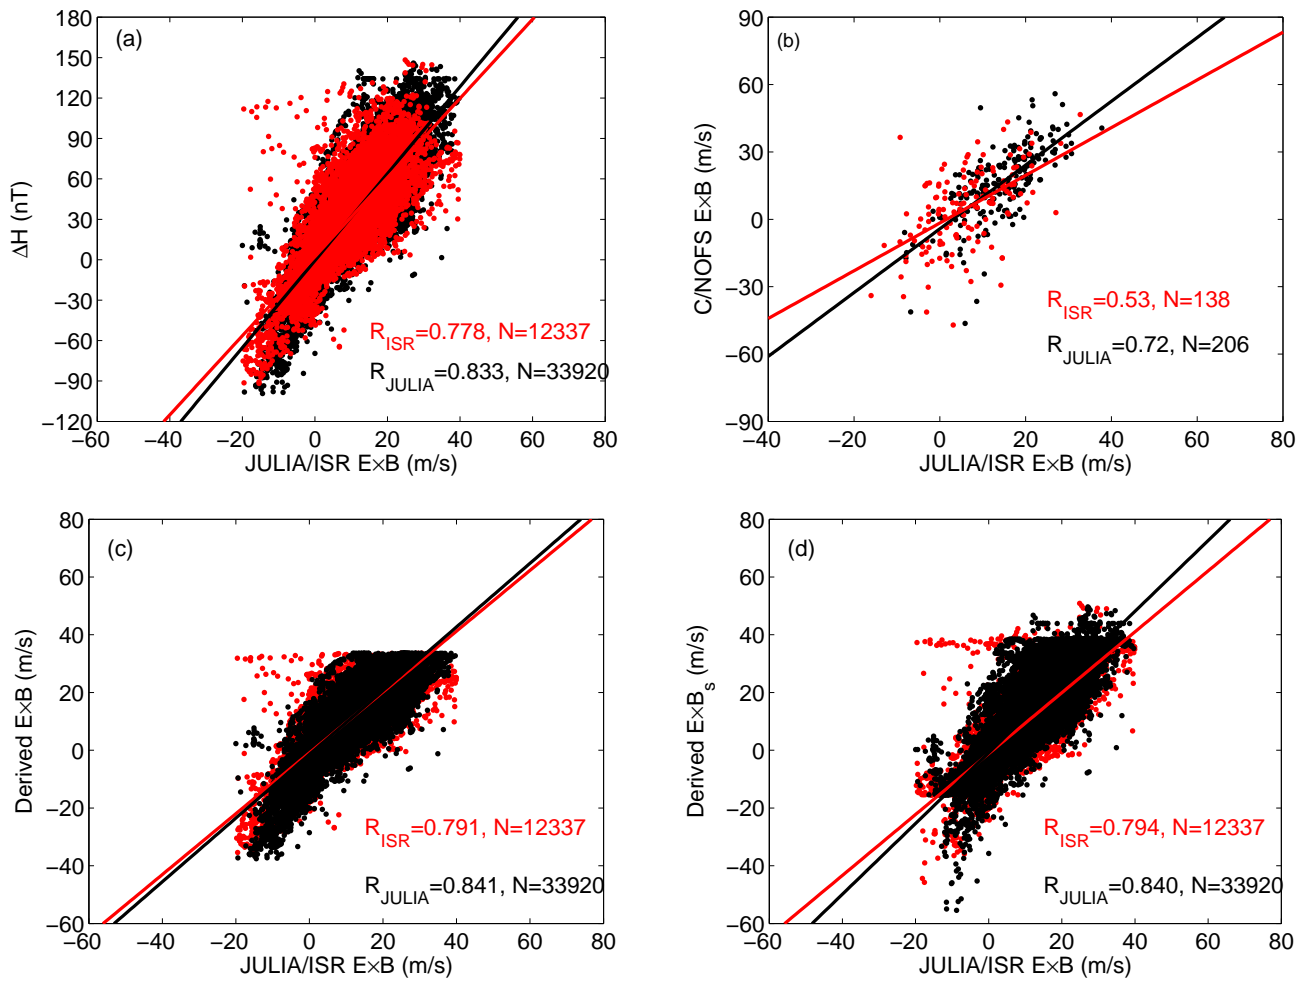 (a)
180
150
120
90
60
30
0
−30
−60
−90
−120
ΔH (nT)
R_ISR=0.778, N=12337
R_JULIA=0.833, N=33920
−60 −40 −20 0 20 40 60 80
JULIA/ISR E×B (m/s)
(b)
90
60
30
0
−30
−60
−90
C/NOFS E×B (m/s)
R_ISR=0.53, N=138
R_JULIA=0.72, N=206
−40 −20 0 20 40 60 80
JULIA/ISR E×B (m/s)
(c)
80
60
40
20
0
−20
−40
−60
Derived E×B (m/s)
R_ISR=0.791, N=12337
R_JULIA=0.841, N=33920
−60 −40 −20 0 20 40 60 80
JULIA/ISR E×B (m/s)
(d)
80
60
40
20
0
−20
−40
−60
Derived E×B_s (m/s)
R_ISR=0.794, N=12337
R_JULIA=0.840, N=33920
−60 −40 −20 0 20 40 60 80
JULIA/ISR E×B (m/s)